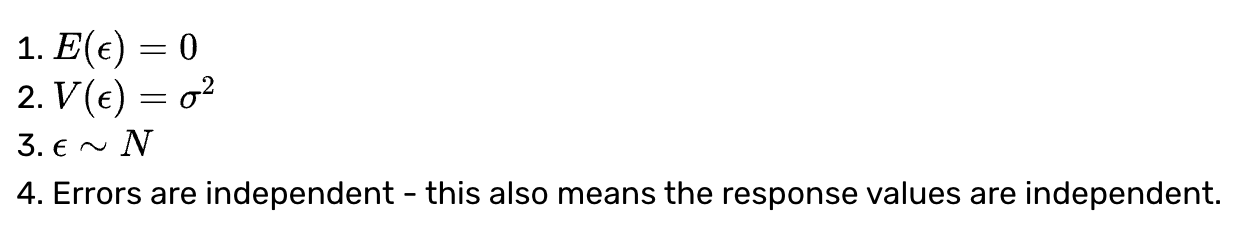 1. E(ϵ) = 0
2. V(ϵ) = σ²
3. ϵ ∼ N
4. Errors are independent - this also means the response values are independent.